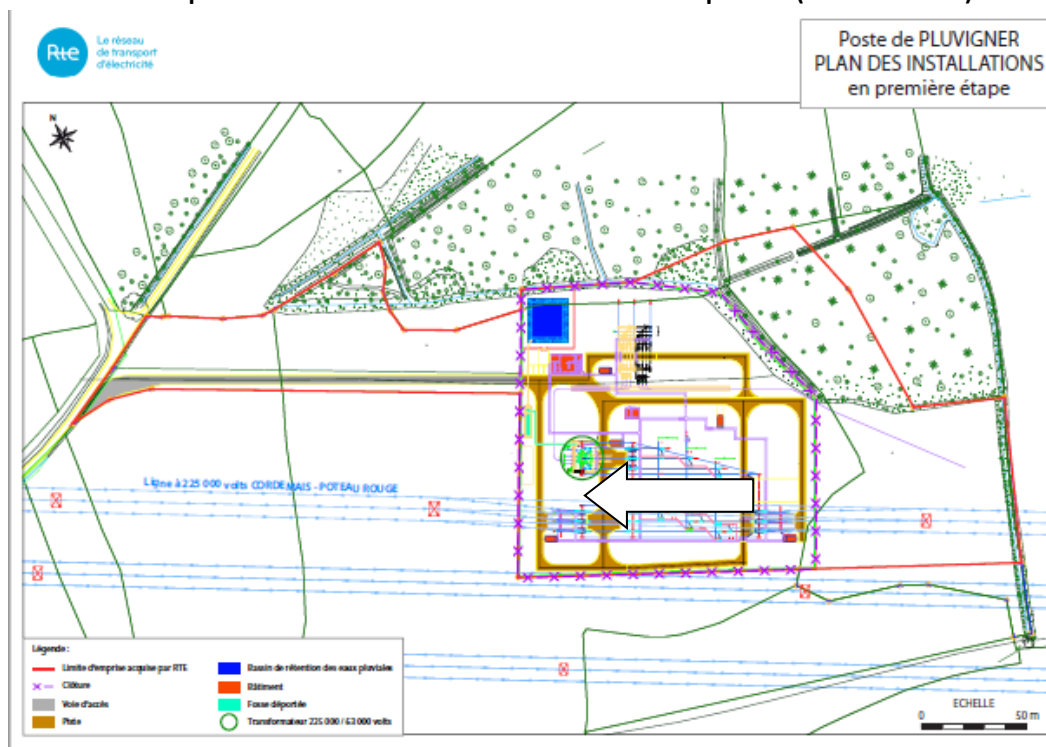 Rte
Le réseau
de transport
d'électricité
Poste de PLUVIGNER
PLAN DES INSTALLATIONS
en première étape
N
Ligne à 225 000 volts CORDEMAIS - POTEAU ROUGE
Légende :
Limite d'emprise acquise par RTE
Clôture
Voie d'accès
Piste
Bassin de rétention des eaux pluviales
Bâtiment
Fosse déportée
Transformateur 225 000 / 63 000 volts
ECHELLE
0 50 m